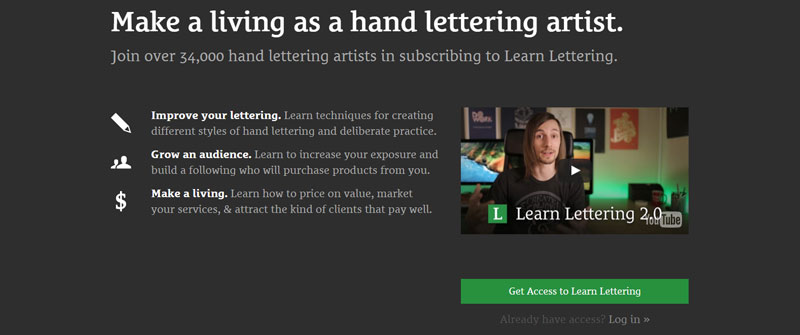 Make a living as a hand lettering artist.
Join over 34,000 hand lettering artists in subscribing to Learn Lettering.
Improve your lettering. Learn techniques for creating
different styles of hand lettering and deliberate practice.
Grow an audience. Learn to increase your exposure and
build a following who will purchase products from you.
$
Make a living. Learn how to price on value, market
your services, & attract the kind of clients that pay well.
L Learn Lettering 2.0
YouTube
Get Access to Learn Lettering
Already have access? Log in »